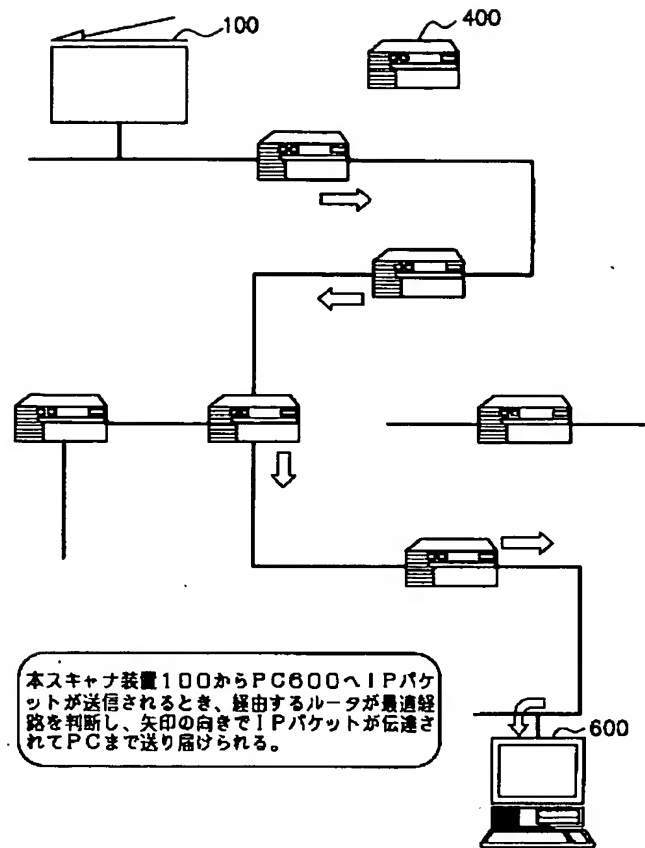 100
400
本スキャナ装置100からPC600へIPパケ
ットが送信されるとき、経由するルータが最適経
路を判断し、矢印の向きでIPパケットが伝達さ
れてPCまで送り届けられる。
600